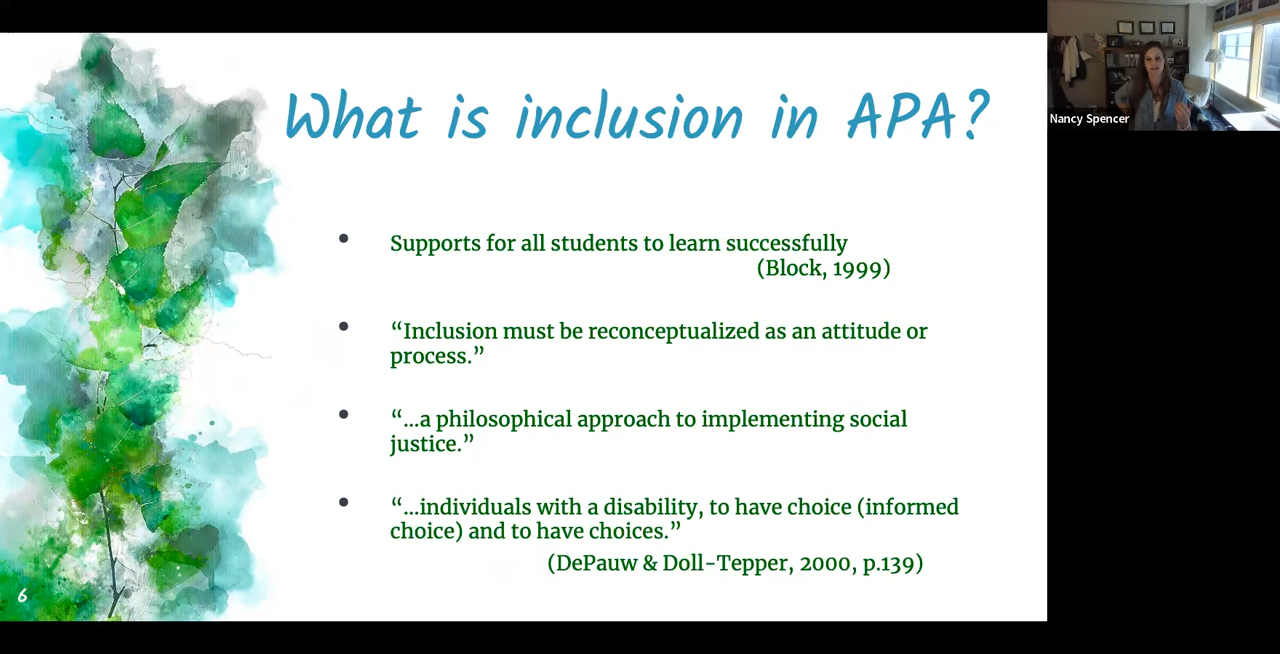 What is inclusion in APA?
Nancy Spencer
• Supports for all students to learn successfully
(Block, 1999)
• “Inclusion must be reconceptualized as an attitude or
process.”
• “…a philosophical approach to implementing social
justice.”
• “…individuals with a disability, to have choice (informed
choice) and to have choices.”
(DePauw & Doll-Tepper, 2000, p.139)
6